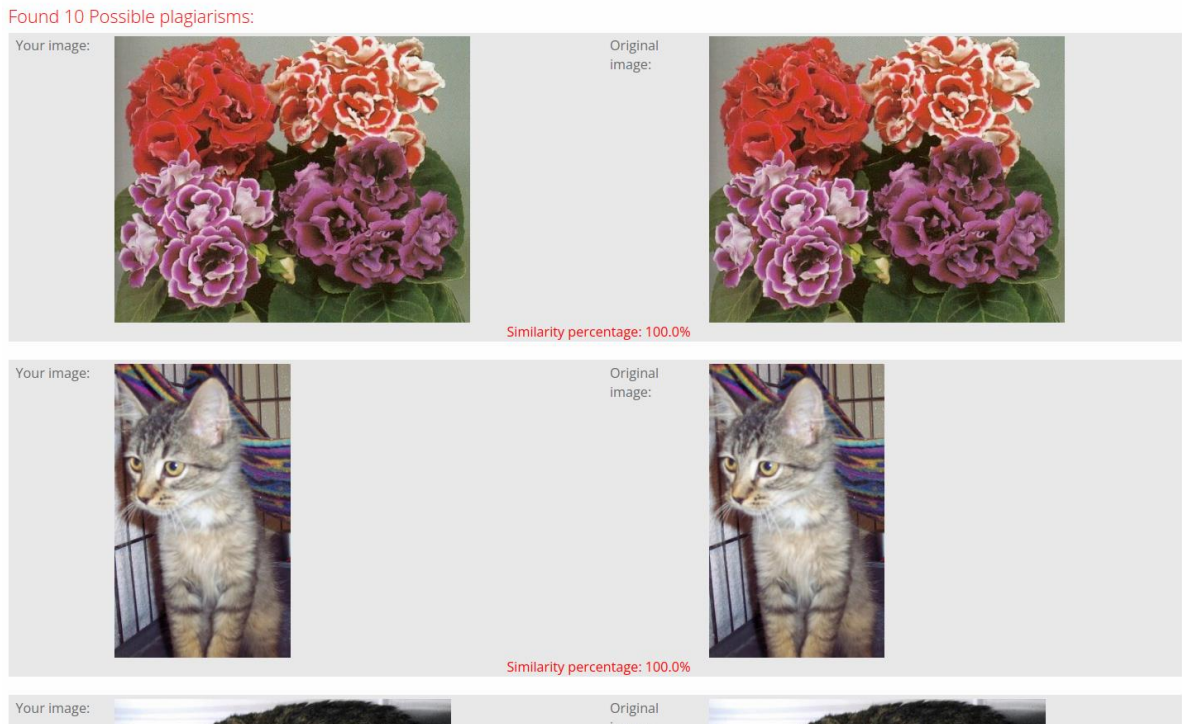 Found 10 Possible plagiarisms:
Your image:
Original
image:
Similarity percentage: 100.0%
Your image:
Original
image:
Similarity percentage: 100.0%
Your image:
Original